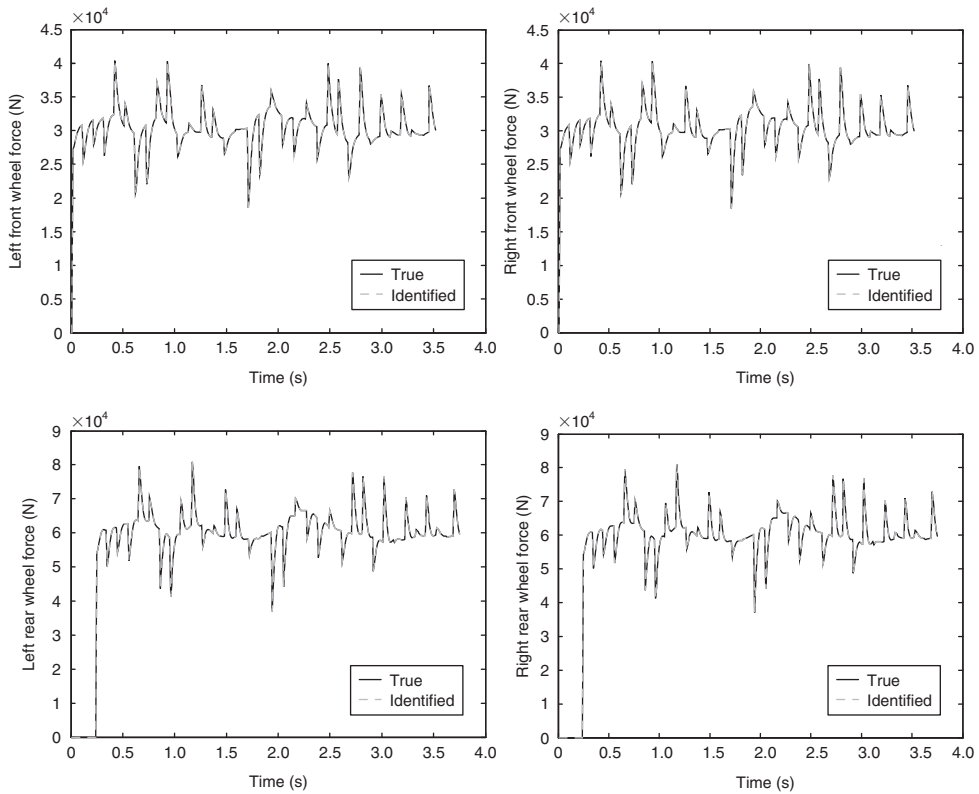 ×10⁴
4.5
4
3.5
3
2.5
2
1.5
1
0.5
0
Left front wheel force (N)
0 0.5 1.0 1.5 2.0 2.5 3.0 3.5 4.0
Time (s)
True
Identified
×10⁴
4.5
4
3.5
3
2.5
2
1.5
1
0.5
0
Right front wheel force (N)
0 0.5 1.0 1.5 2.0 2.5 3.0 3.5 4.0
Time (s)
True
Identified
×10⁴
9
8
7
6
5
4
3
2
1
0
Left rear wheel force (N)
0 0.5 1.0 1.5 2.0 2.5 3.0 3.5 4.0
Time (s)
True
Identified
×10⁴
9
8
7
6
5
4
3
2
1
0
Right rear wheel force (N)
0 0.5 1.0 1.5 2.0 2.5 3.0 3.5 4.0
Time (s)
True
Identified